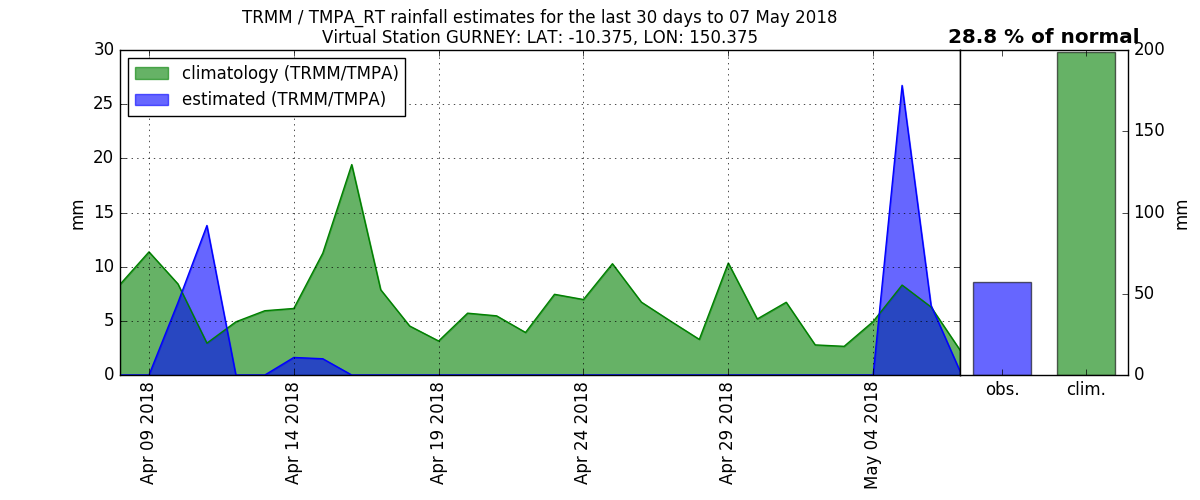 TRMM / TMPA_RT rainfall estimates for the last 30 days to 07 May 2018
Virtual Station GURNEY: LAT: -10.375, LON: 150.375
28.8 % of normal
climatology (TRMM/TMPA)
estimated (TRMM/TMPA)
mm
30
25
20
15
10
5
0
Apr 09 2018
Apr 14 2018
Apr 19 2018
Apr 24 2018
Apr 29 2018
May 04 2018
200
150
100
50
0
mm
obs.
clim.